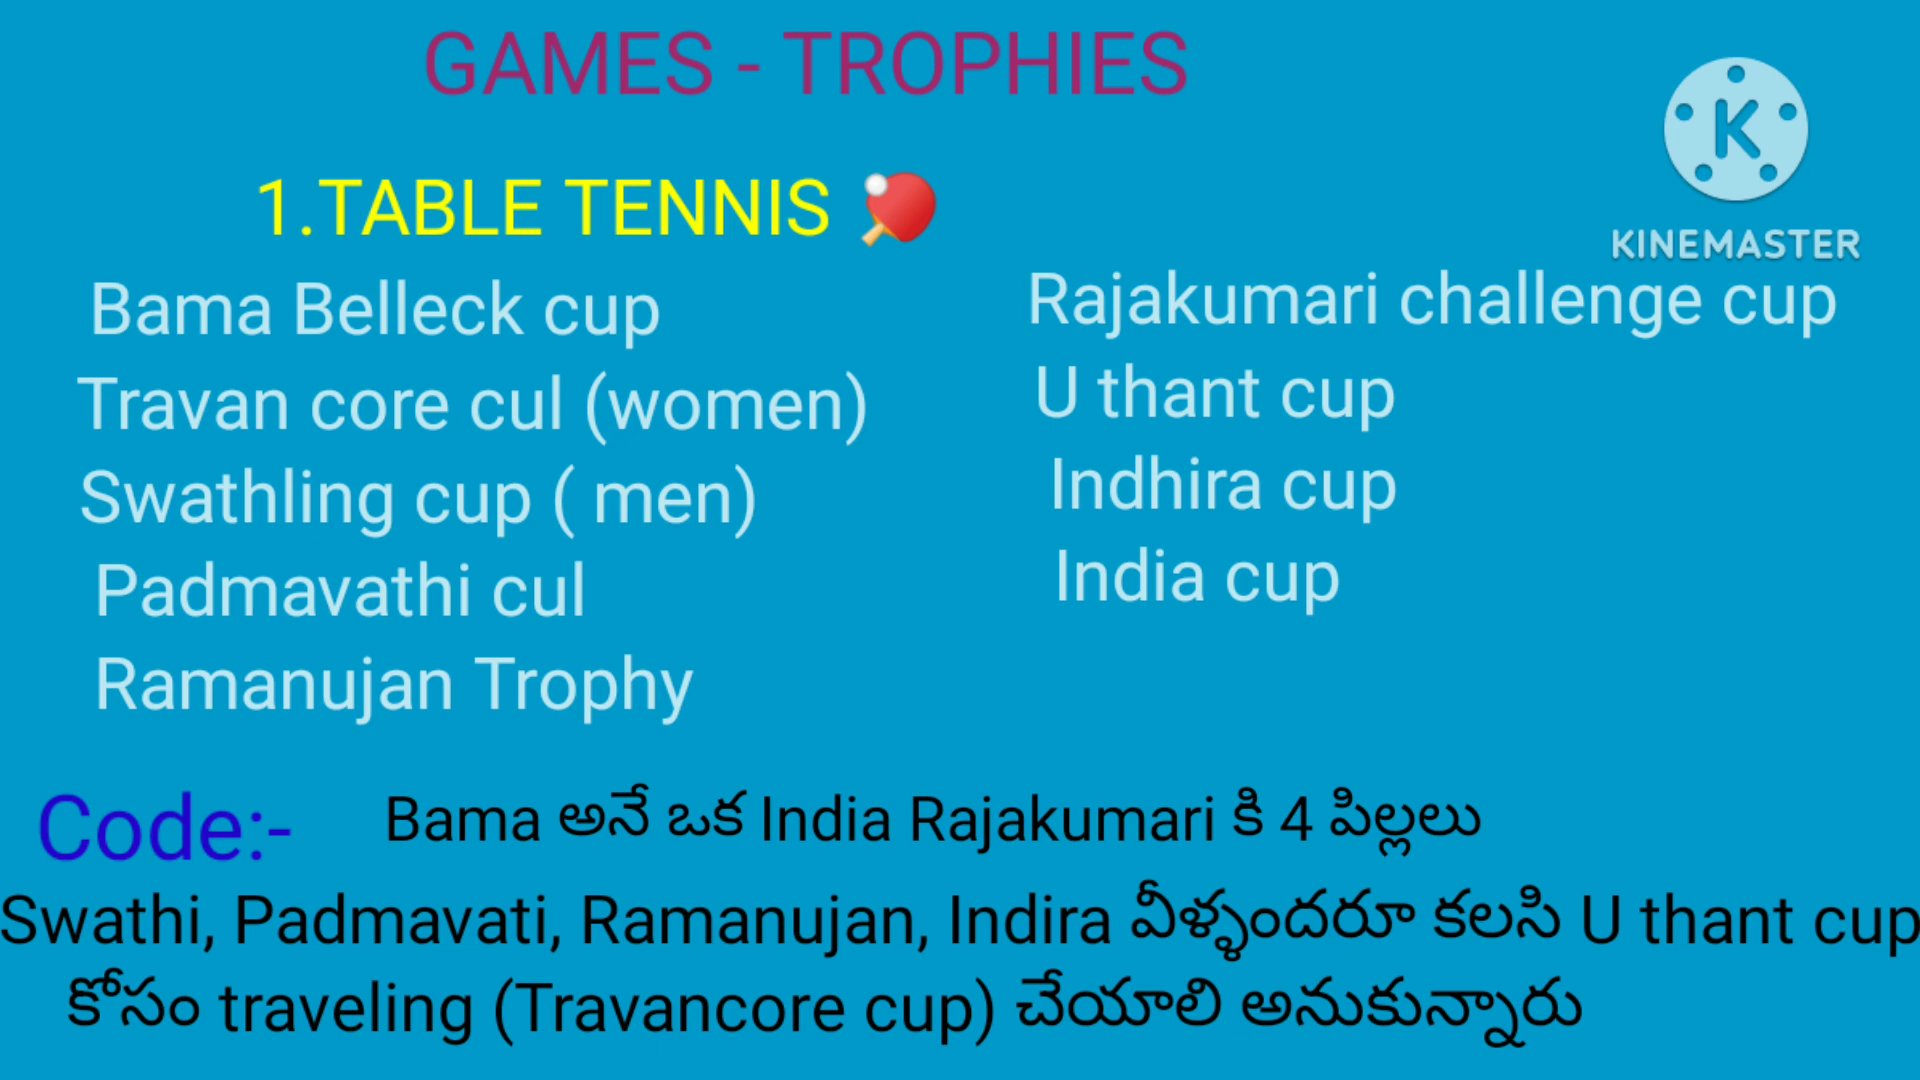 GAMES - TROPHIES
K
KINEMASTER
1.TABLE TENNIS
Bama Belleck cup
Travan core cul (women)
Swathling cup ( men)
Padmavathi cul
Ramanujan Trophy
Rajakumari challenge cup
U thant cup
Indhira cup
India cup
Code:- Bama అనే ఒక India Rajakumari కి 4 పిల్లలు
Swathi, Padmavati, Ramanujan, Indira వీళ్ళందరూ కలసి U thant cup
కోసం traveling (Travancore cup) చేయాలి అనుకున్నారు